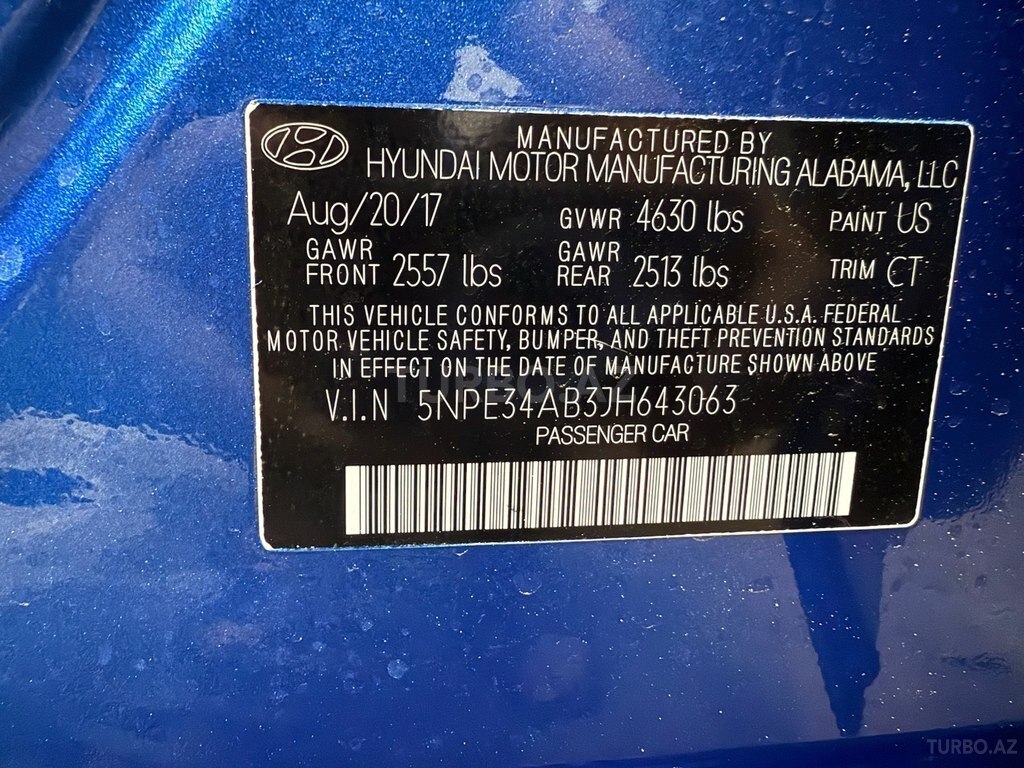 MANUFACTURED BY
HYUNDAI MOTOR MANUFACTURING ALABAMA, LLC
Aug/20/17 GVWR 4630 lbs PAINT US
GAWR FRONT 2557 lbs GAWR REAR 2513 lbs TRIM CT
THIS VEHICLE CONFORMS TO ALL APPLICABLE U.S.A. FEDERAL
MOTOR VEHICLE SAFETY, BUMPER, AND THEFT PREVENTION STANDARDS
IN EFFECT ON THE DATE OF MANUFACTURE SHOWN ABOVE
TURBO.AZ
V.I.N 5NPE34AB3JH643063
PASSENGER CAR
TURBO.AZ